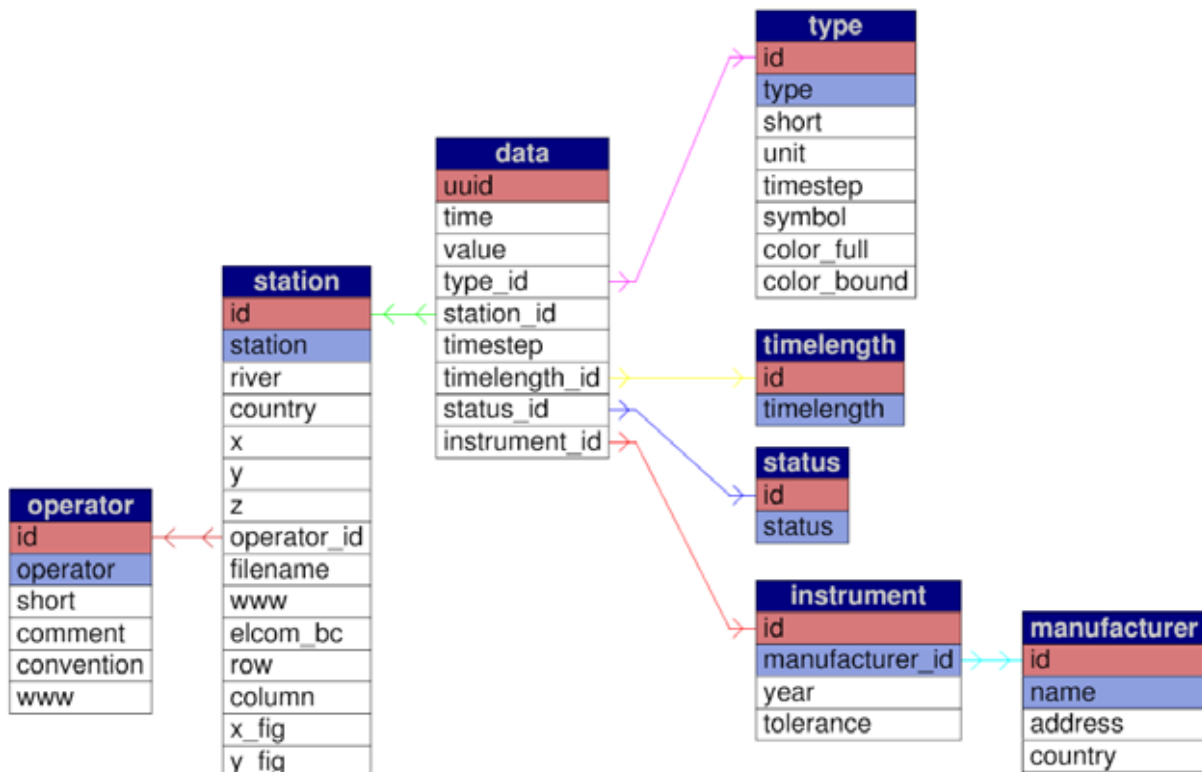 type
id
type
short
unit
timestep
symbol
color_full
color_bound
data
uuid
time
value
type_id
station_id
timestep
timelength_id
status_id
instrument_id
station
id
station
river
country
x
y
z
operator_id
filename
www
elcom_bc
row
column
x_fig
y_fig
operator
id
operator
short
comment
convention
www
timelength
id
timelength
status
id
status
instrument
id
manufacturer_id
year
tolerance
manufacturer
id
name
address
country